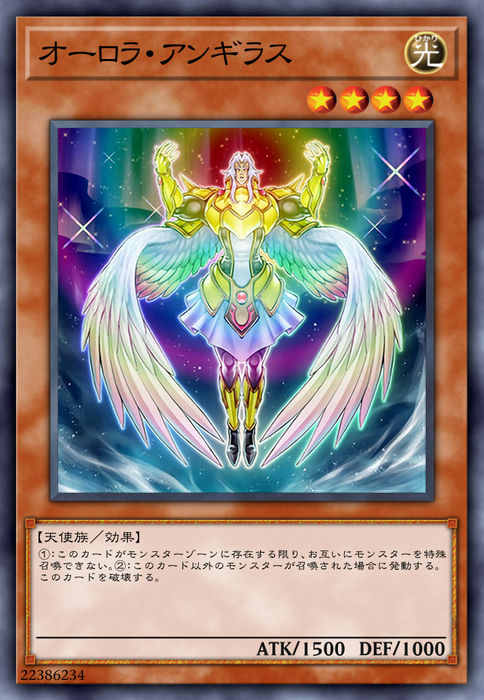 オーロラ・アンギラス
ひかり
光
【天使族/効果】
①:このカードがモンスターゾーンに存在する限り、お互いにモンスターを特殊
召喚できない。②:このカード以外のモンスターが召喚された場合に発動する。
このカードを破壊する。
ATK/1500 DEF/1000
22386234